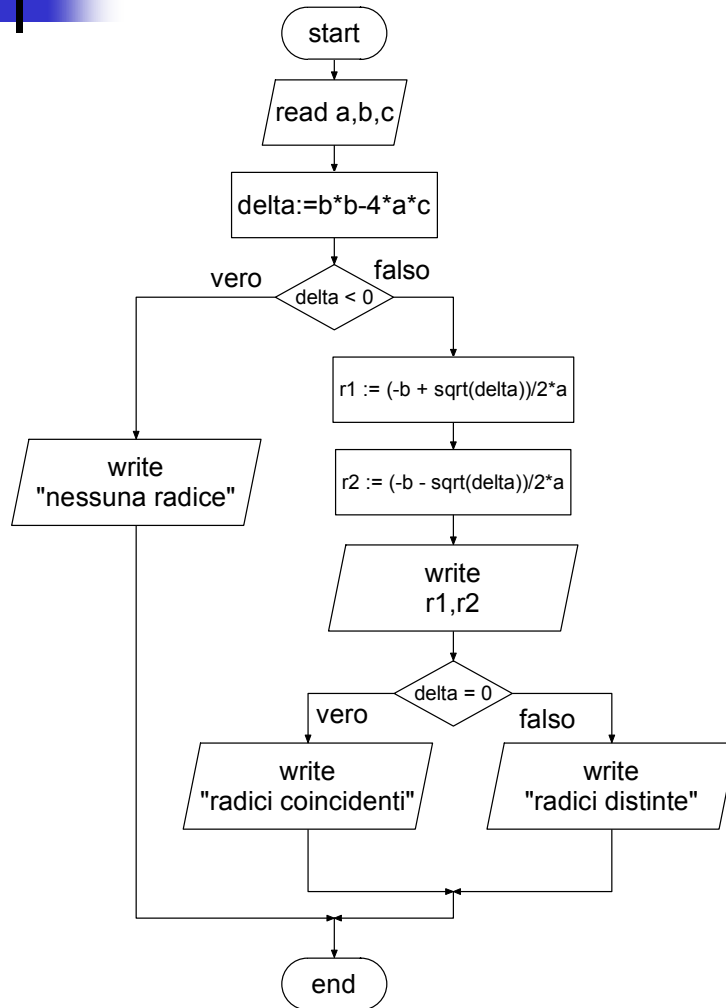 start
read a,b,c
delta:=b*b-4*a*c
vero
falso
delta < 0
r1 := (-b + sqrt(delta))/2*a
write
"nessuna radice"
r2 := (-b - sqrt(delta))/2*a
write
r1,r2
delta = 0
vero
falso
write
"radici coincidenti"
write
"radici distinte"
end